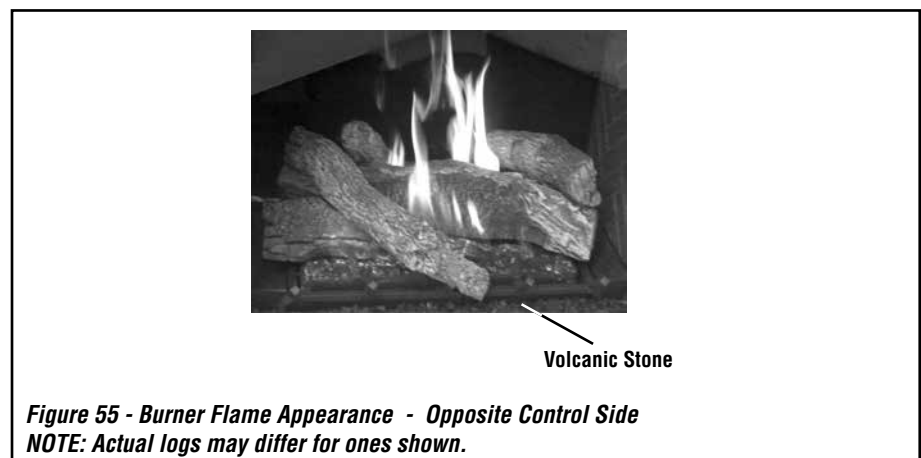 Volcanic Stone
Figure 55 - Burner Flame Appearance - Opposite Control Side
NOTE: Actual logs may differ for ones shown.